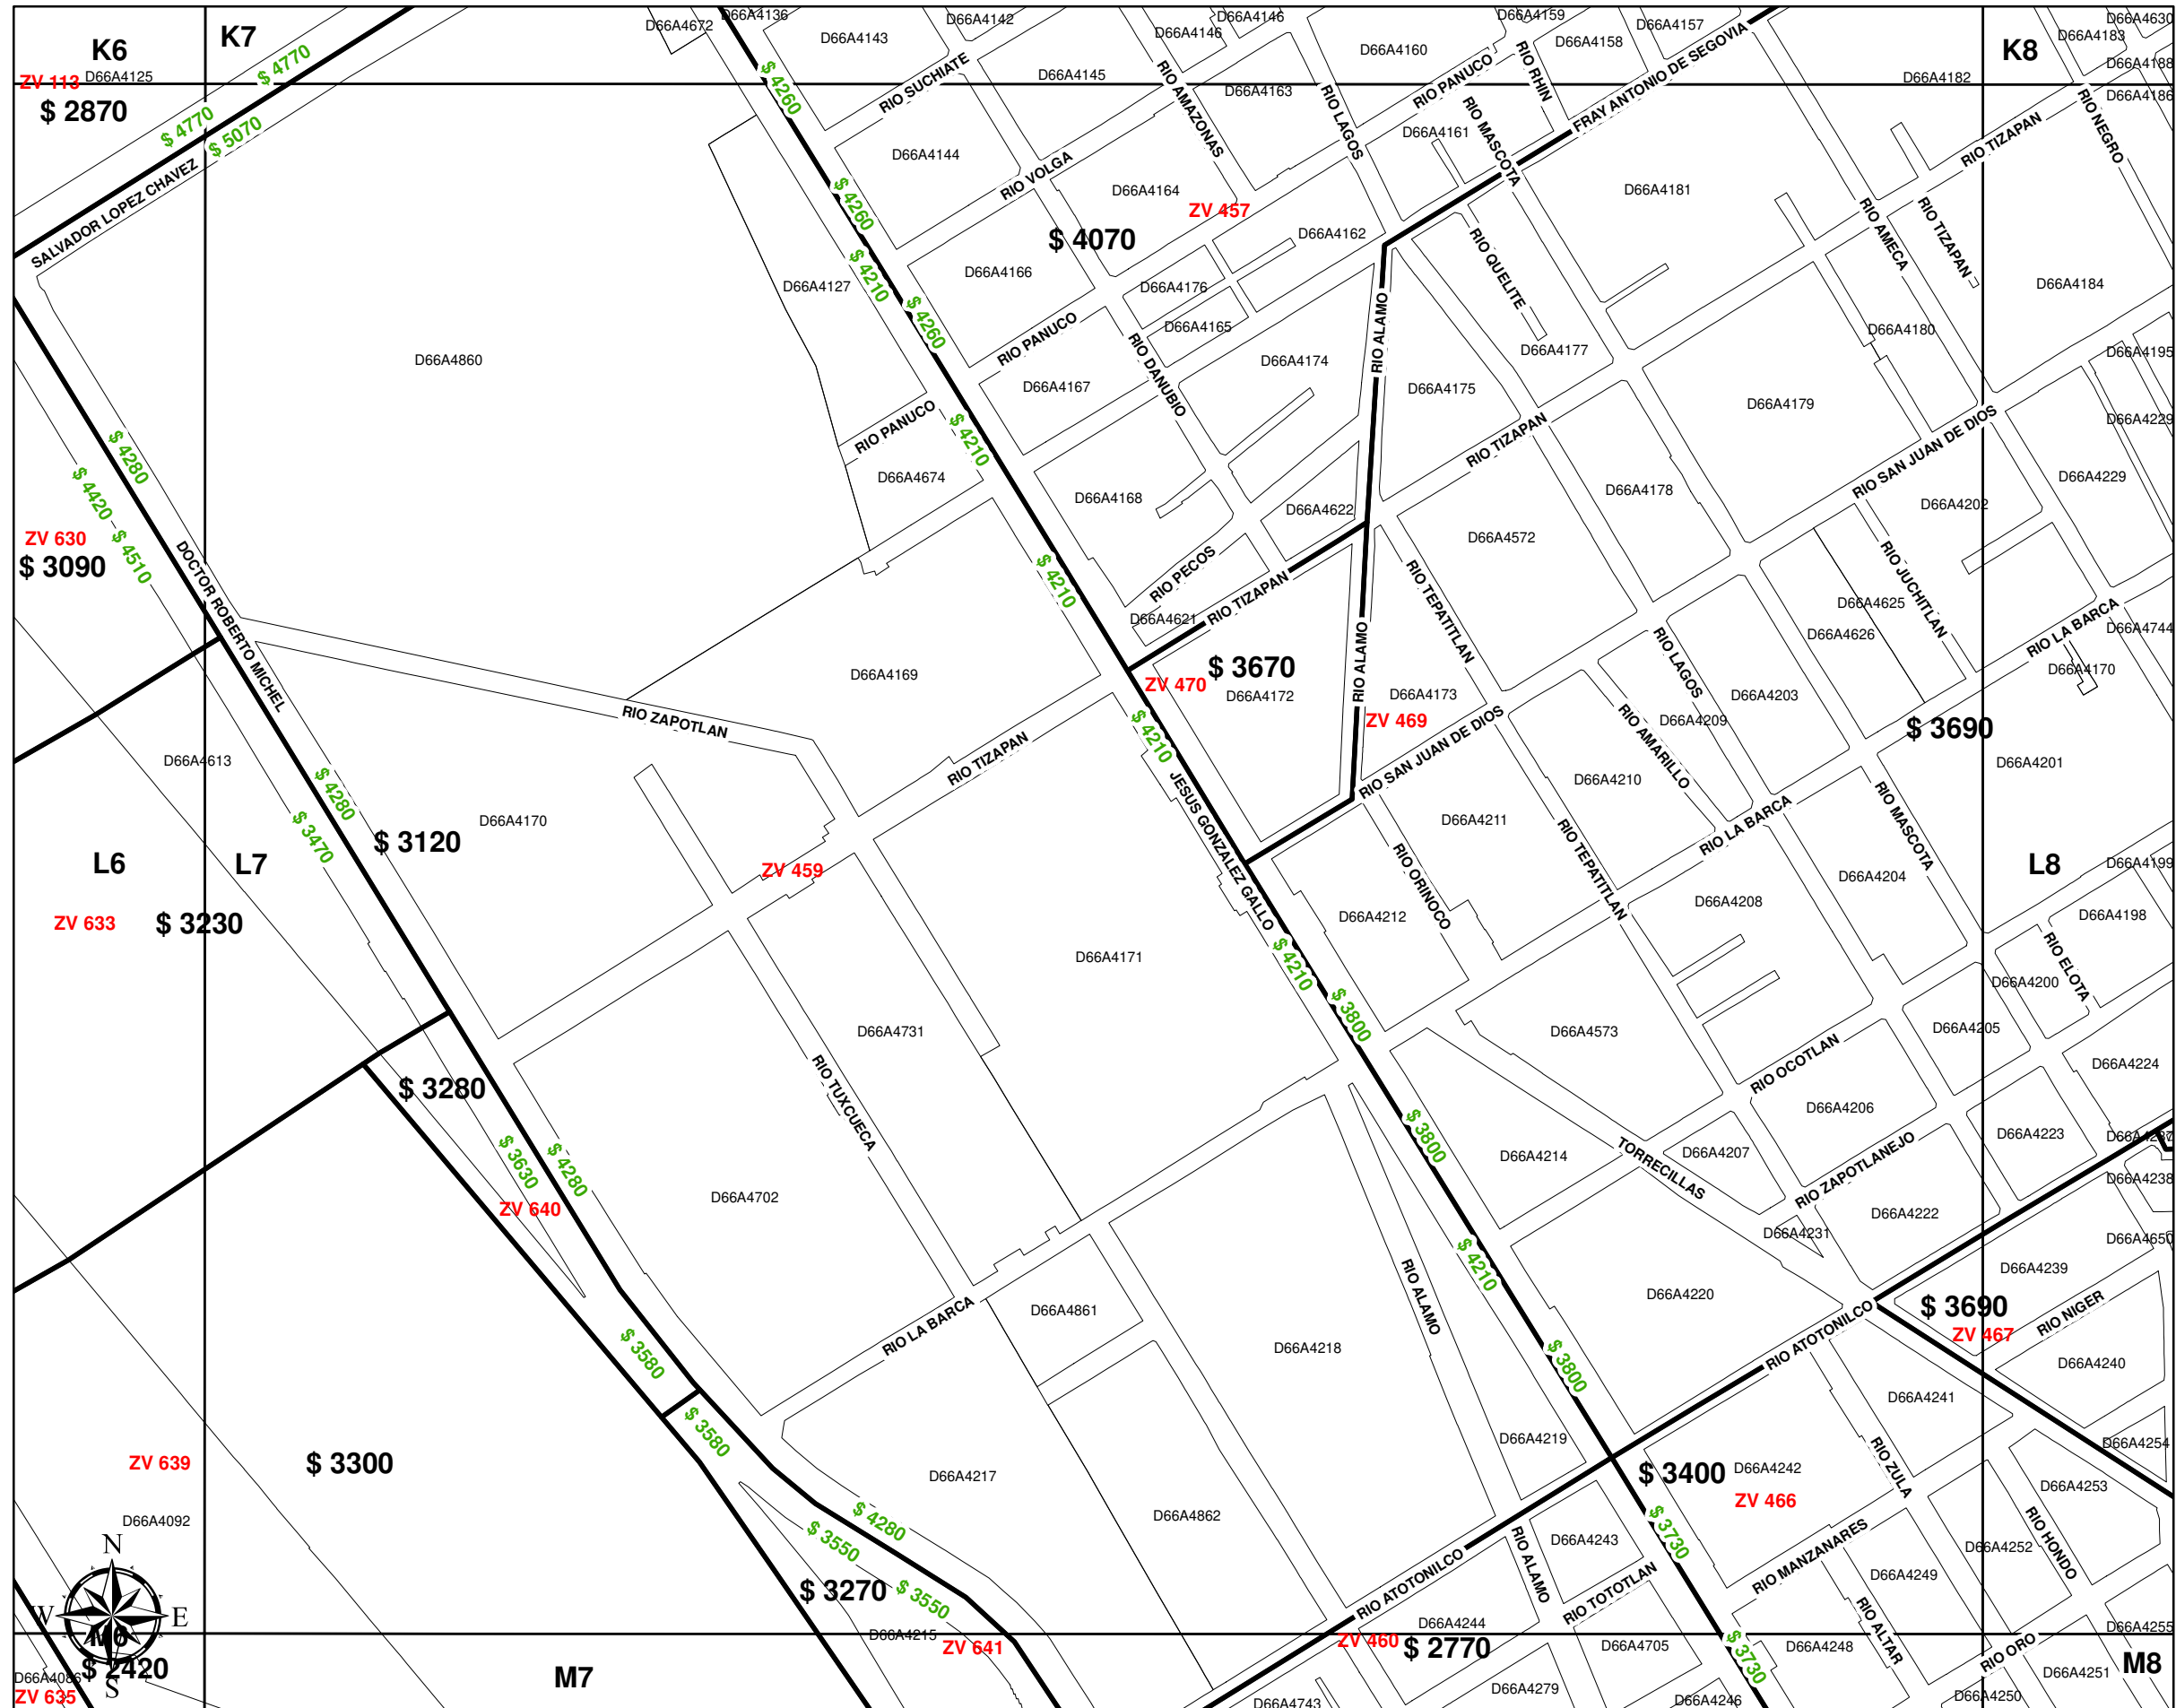 K6
K7
K8
ZV 113
D66A4125
$ 2870
$ 4770
$ 4770
$ 5070
SALVADOR LOPEZ CHAVEZ
D66A4672
D66A4136
D66A4143
D66A4142
D66A4146
D66A4146
D66A4159
D66A4157
D66A4158
D66A4160
D66A4630
D66A4183
D66A4188
D66A4186
D66A4182
D66A4145
D66A4163
D66A4161
D66A4144
D66A4164
D66A4181
RIO SUCHIATE
RIO VOLGA
RIO AMAZONAS
RIO LAGOS
RIO PANUCO
RIO RHIN
RIO MASCOTA
FRAY ANTONIO DE SEGOVIA
RIO TIZAPAN
RIO NEGRO
$ 4260
$ 4260
$ 4210
$ 4260
ZV 457
$ 4070
D66A4162
D66A4166
D66A4176
D66A4165
D66A4127
D66A4860
RIO QUELITE
RIO AMECA
RIO TIZAPAN
D66A4184
D66A4180
D66A4177
D66A4195
D66A4229
D66A4229
RIO PANUCO
RIO DANUBIO
RIO ALAMO
D66A4167
D66A4174
D66A4175
D66A4179
RIO PANUCO
$ 4210
D66A4674
D66A4168
D66A4622
RIO TIZAPAN
D66A4178
RIO SAN JUAN DE DIOS
D66A4202
$ 4280
$ 4420
$ 4510
ZV 630
$ 3090
DOCTOR ROBERTO MICHEL
$ 4210
RIO PECOS
D66A4621
RIO TIZAPAN
D66A4572
RIO TEPATITLAN
D66A4625
D66A4626
RIO JUCHITLAN
RIO LA BARCA
D66A4744
D66A4170
D66A4169
RIO ZAPOTLAN
RIO TIZAPAN
$ 3670
ZV 470
D66A4172
RIO ALAMO
D66A4173
ZV 469
RIO SAN JUAN DE DIOS
RIO LAGOS
D66A4203
D66A4209
RIO AMARILLO
$ 3690
D66A4201
D66A4613
$ 4280
$ 3470
$ 3120
D66A4170
ZV 459
$ 4210
JESUS GONZALEZ GALLO
D66A4210
D66A4211
RIO LA BARCA
RIO MASCOTA
L6
L7
L8
ZV 633
$ 3230
RIO ORINOCO
RIO TEPATITLAN
D66A4212
D66A4208
D66A4204
D66A4199
D66A4198
RIO ELOTA
D66A4200
D66A4171
D66A4731
$ 4210
$ 3800
D66A4573
D66A4205
D66A4224
RIO OCOTLAN
RIO TUXCUECA
$ 3280
$ 3630
$ 4280
ZV 640
D66A4702
$ 3800
D66A4214
TORRECILLAS
D66A4207
D66A4206
D66A4223
D66A4237
D66A4238
RIO ZAPOTLANEJO
D66A4222
D66A4231
D66A4650
D66A4239
$ 4210
RIO ALAMO
D66A4220
$ 3690
ZV 467
RIO NIGER
D66A4240
RIO LA BARCA
D66A4861
D66A4218
$ 3580
$ 3580
$ 3800
RIO ATOTONILCO
D66A4241
D66A4254
ZV 639
$ 3300
D66A4217
D66A4219
$ 3400
D66A4242
ZV 466
RIO ZULA
D66A4253
D66A4092
$ 4280
$ 3550
$ 3550
$ 3270
D66A4862
RIO ATOTONILCO
RIO ALAMO
D66A4243
RIO TOTOTLAN
$ 3730
RIO MANZANARES
D66A4249
D66A4252
RIO HONDO
N
W
E
S
M6
$ 2420
D66A4086
ZV 635
M7
D66A4215
ZV 641
ZV 460
D66A4244
$ 2770
D66A4705
$ 3730
D66A4248
RIO ALTAR
RIO ORO
D66A4255
D66A4251
M8
D66A4743
D66A4279
D66A4246
D66A4250